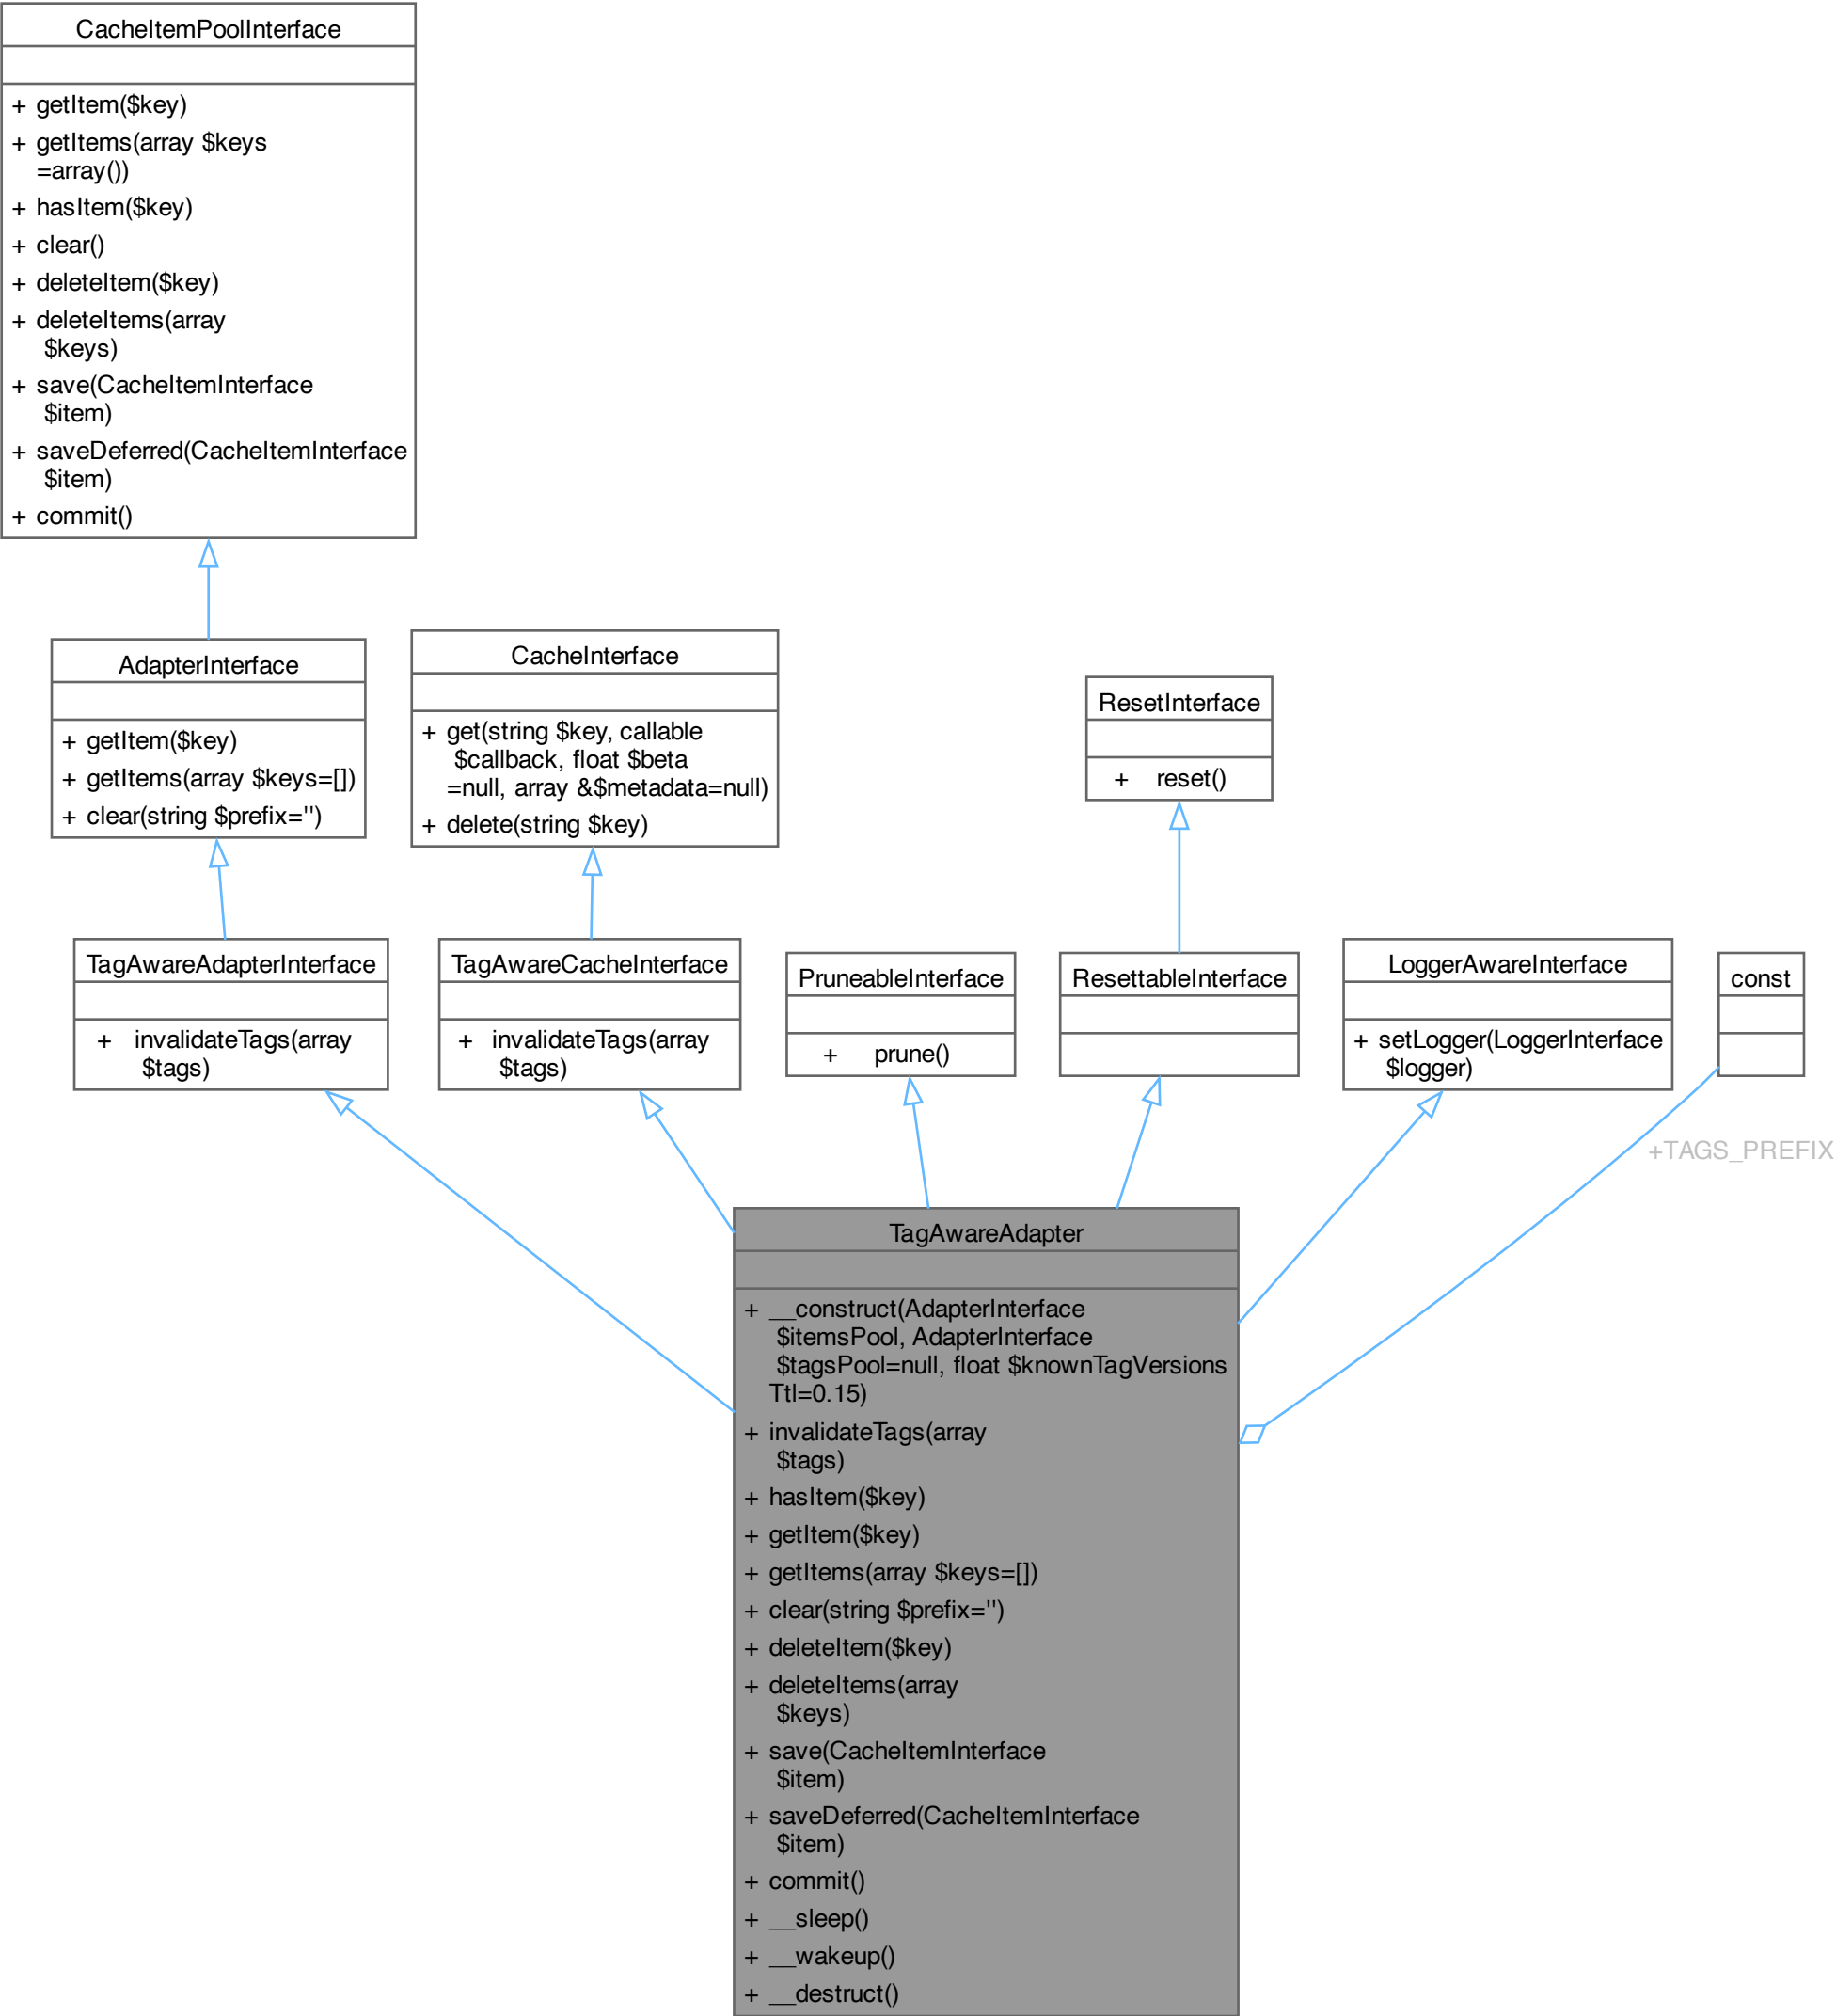 CacheItemPoolInterface
+ getItem($key)
+ getItems(array $keys
=array())
+ hasItem($key)
+ clear()
+ deleteItem($key)
+ deleteItems(array
$keys)
+ save(CacheItemInterface
$item)
+ saveDeferred(CacheItemInterface
$item)
+ commit()
AdapterInterface
+ getItem($key)
+ getItems(array $keys=[])
+ clear(string $prefix='')
CacheInterface
+ get(string $key, callable
$callback, float $beta
=null, array &$metadata=null)
+ delete(string $key)
ResetInterface
+ reset()
TagAwareAdapterInterface
+ invalidateTags(array
$tags)
TagAwareCacheInterface
+ invalidateTags(array
$tags)
PruneableInterface
+ prune()
ResettableInterface
LoggerAwareInterface
+ setLogger(LoggerInterface
$logger)
const
+TAGS_PREFIX
TagAwareAdapter
+ __construct(AdapterInterface
$itemsPool, AdapterInterface
$tagsPool=null, float $knownTagVersions
Ttl=0.15)
+ invalidateTags(array
$tags)
+ hasItem($key)
+ getItem($key)
+ getItems(array $keys=[])
+ clear(string $prefix='')
+ deleteItem($key)
+ deleteItems(array
$keys)
+ save(CacheItemInterface
$item)
+ saveDeferred(CacheItemInterface
$item)
+ commit()
+ __sleep()
+ __wakeup()
+ __destruct()